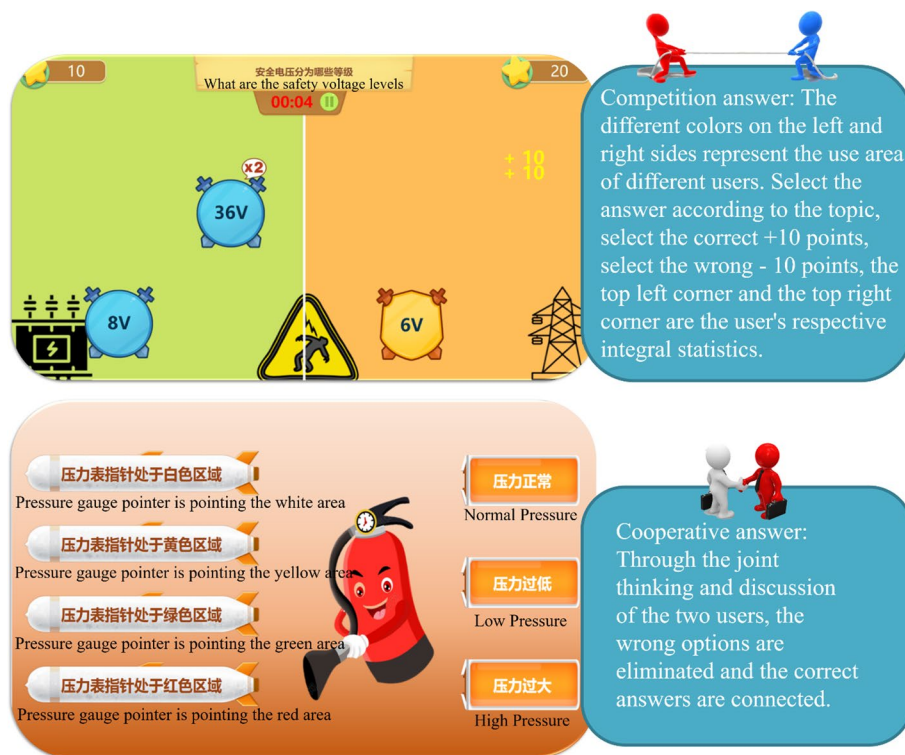 10
安全电压分为哪些等级
What are the safety voltage levels
20
00:04
+ 10
+ 10
x2
36V
8V
6V
Competition answer: The
different colors on the left and
right sides represent the use area
of different users. Select the
answer according to the topic,
select the correct +10 points,
select the wrong - 10 points, the
top left corner and the top right
corner are the user's respective
integral statistics.
压力表指针处于白色区域
Pressure gauge pointer is pointing the white area
压力表指针处于黄色区域
Pressure gauge pointer is pointing the yellow area
压力表指针处于绿色区域
Pressure gauge pointer is pointing the green area
压力表指针处于红色区域
Pressure gauge pointer is pointing the red area
压力正常
Normal Pressure
压力过低
Low Pressure
压力过大
High Pressure
Cooperative answer:
Through the joint
thinking and discussion
of the two users, the
wrong options are
eliminated and the correct
answers are connected.